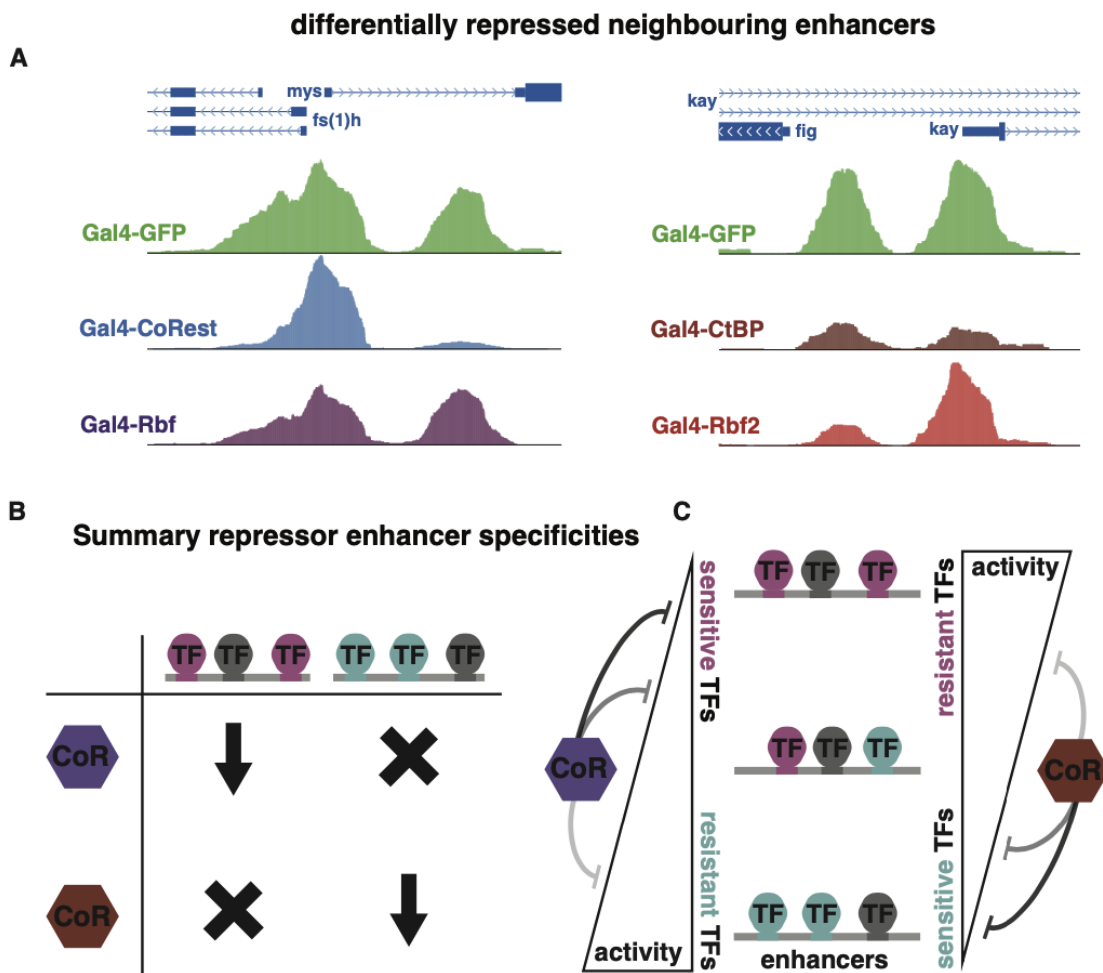 differentially repressed neighbouring enhancers
A
mys
fs(1)h
kay
fig
kay
Gal4-GFP
Gal4-GFP
Gal4-CoRest
Gal4-CtBP
Gal4-Rbf
Gal4-Rbf2
B
Summary repressor enhancer specificities
TF TF TF TF TF TF
CoR
CoR
C
sensitive TFs
resistant TFs
activity
CoR
TF TF TF
TF TF TF
TF TF TF
enhancers
resistant TFs
sensitive TFs
activity
CoR